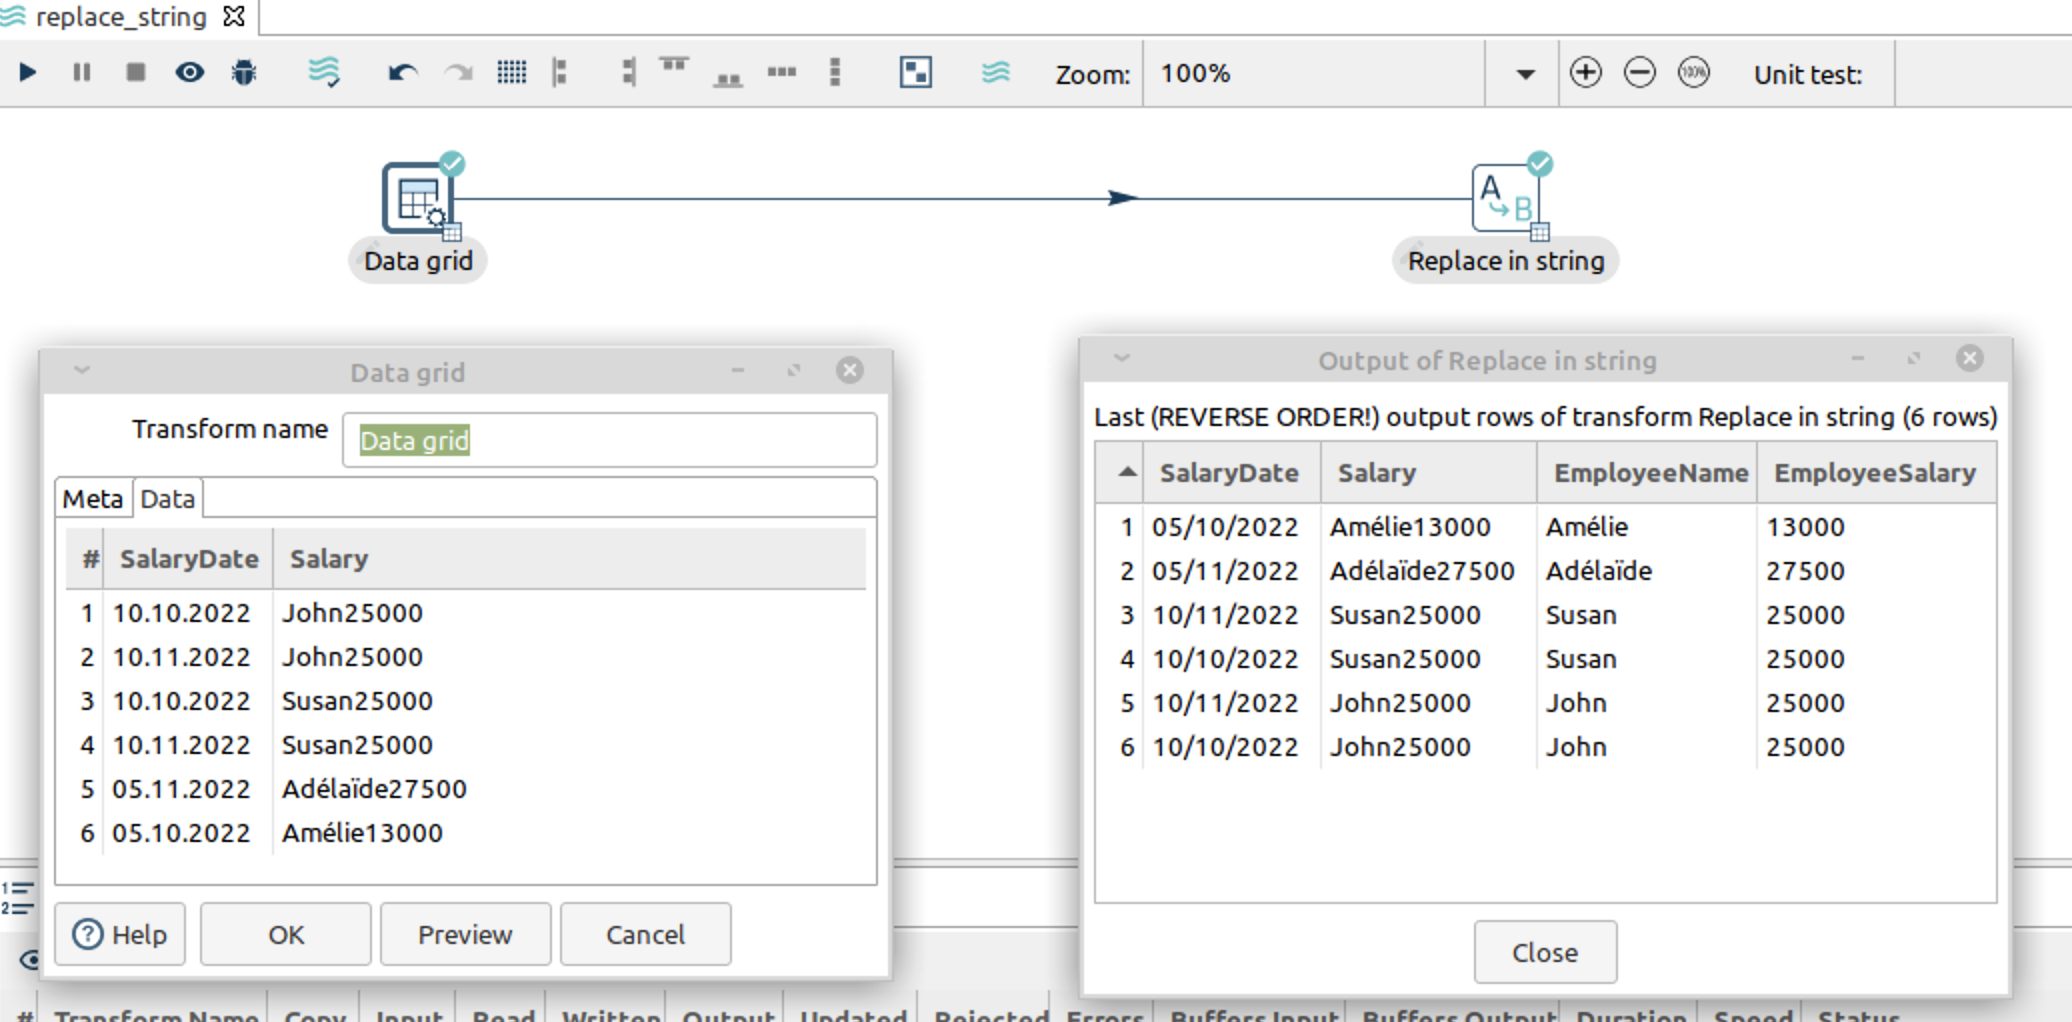 replace_string
Zoom: 100% 100% Unit test:
Data grid Replace in string
Data grid
Transform name Data grid
Meta Data
# SalaryDate Salary
1 10.10.2022 John25000
2 10.11.2022 John25000
3 10.10.2022 Susan25000
4 10.11.2022 Susan25000
5 05.11.2022 Adélaïde27500
6 05.10.2022 Amélie13000
Help OK Preview Cancel
Output of Replace in string
Last (REVERSE ORDER!) output rows of transform Replace in string (6 rows)
SalaryDate Salary EmployeeName EmployeeSalary
1 05/10/2022 Amélie13000 Amélie 13000
2 05/11/2022 Adélaïde27500 Adélaïde 27500
3 10/11/2022 Susan25000 Susan 25000
4 10/10/2022 Susan25000 Susan 25000
5 10/11/2022 John25000 John 25000
6 10/10/2022 John25000 John 25000
Close
# Transform Name Copy Input Read Written Output Updated Rejected Errors Buffers Input Buffers Output Duration Speed Status